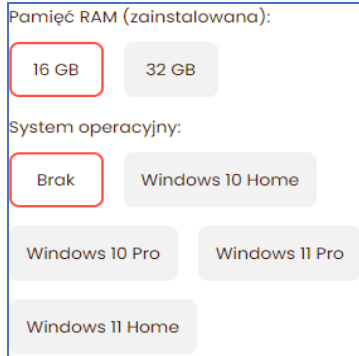 Pamięć RAM (zainstalowana):
16 GB 32 GB
System operacyjny:
Brak Windows 10 Home
Windows 10 Pro Windows 11 Pro
Windows 11 Home